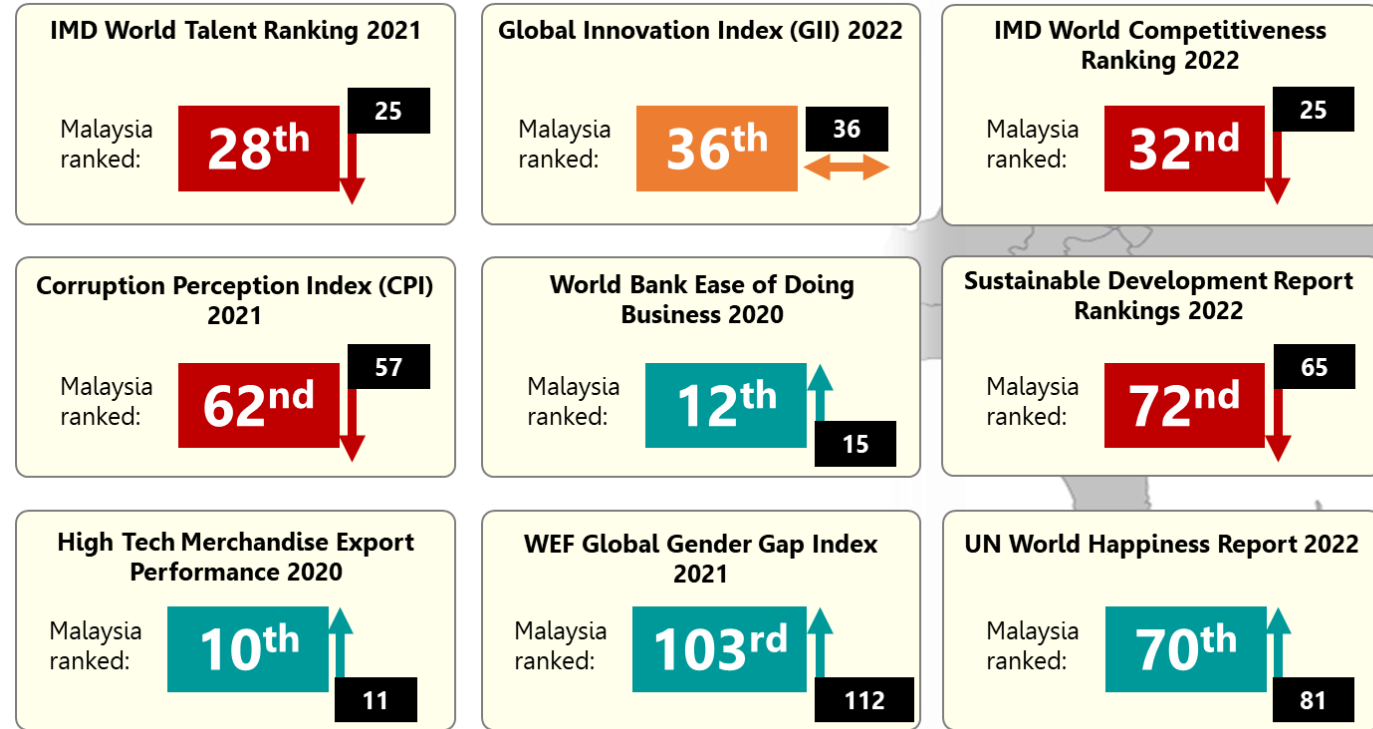 IMD World Talent Ranking 2021
Malaysia
ranked:
28th
25
Global Innovation Index (GII) 2022
Malaysia
ranked:
36th
36
IMD World Competitiveness
Ranking 2022
Malaysia
ranked:
32nd
25
Corruption Perception Index (CPI)
2021
Malaysia
ranked:
62nd
57
World Bank Ease of Doing
Business 2020
Malaysia
ranked:
12th
15
Sustainable Development Report
Rankings 2022
Malaysia
ranked:
72nd
65
High Tech Merchandise Export
Performance 2020
Malaysia
ranked:
10th
11
WEF Global Gender Gap Index
2021
Malaysia
ranked:
103rd
112
UN World Happiness Report 2022
Malaysia
ranked:
70th
81